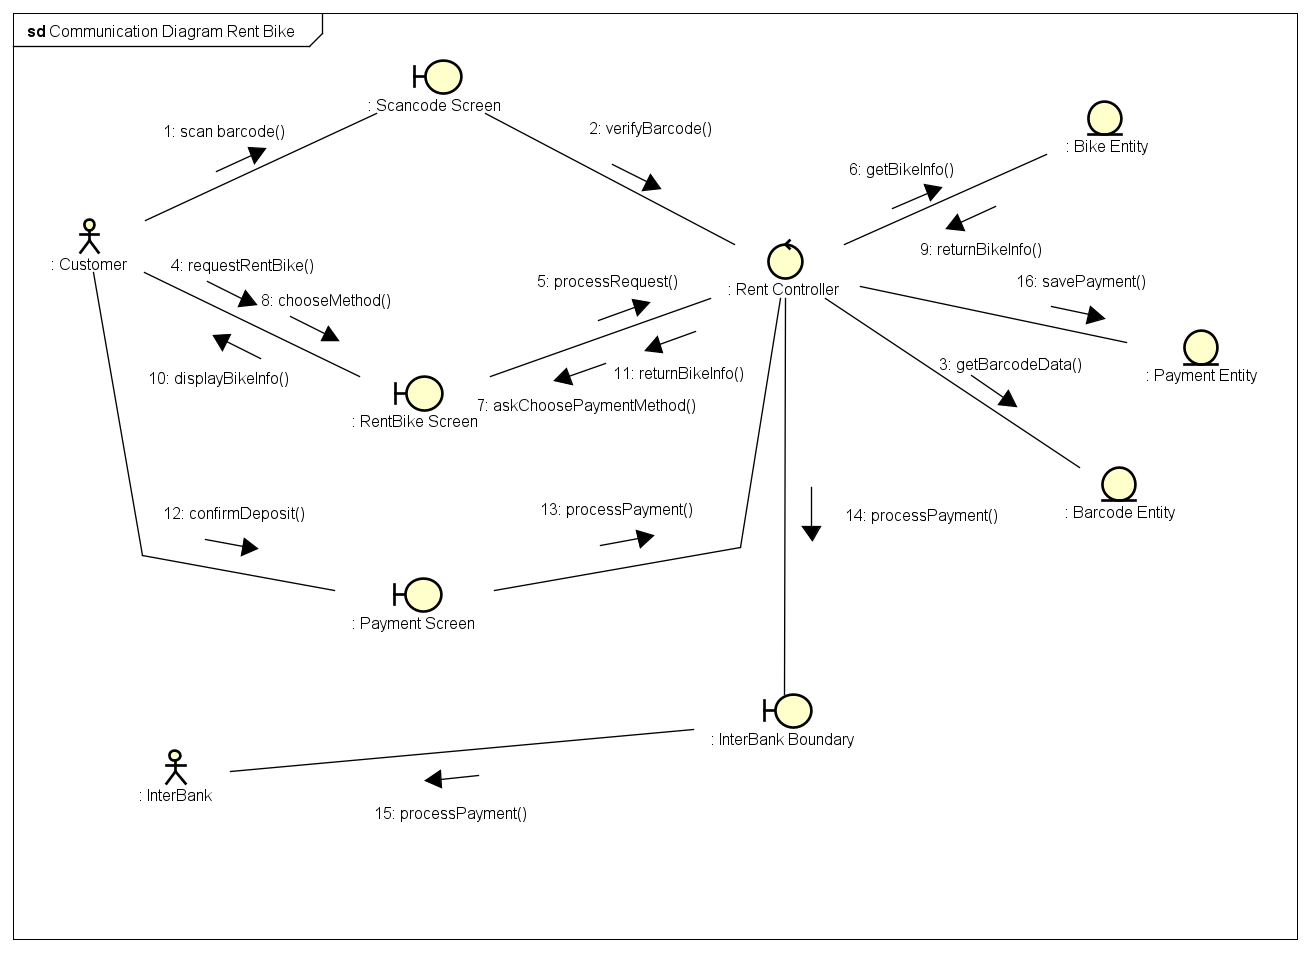 sd Communication Diagram Rent Bike
: Scancode Screen
1: scan barcode()
2: verifyBarcode()
: Bike Entity
6: getBikeInfo()
9: returnBikeInfo()
: Customer
4: requestRentBike()
8: chooseMethod()
5: processRequest()
: Rent Controller
16: savePayment()
10: displayBikeInfo()
11: returnBikeInfo()
3: getBarcodeData()
: Payment Entity
7: askChoosePaymentMethod()
: RentBike Screen
12: confirmDeposit()
13: processPayment()
14: processPayment()
: Barcode Entity
: Payment Screen
: InterBank Boundary
: InterBank
15: processPayment()